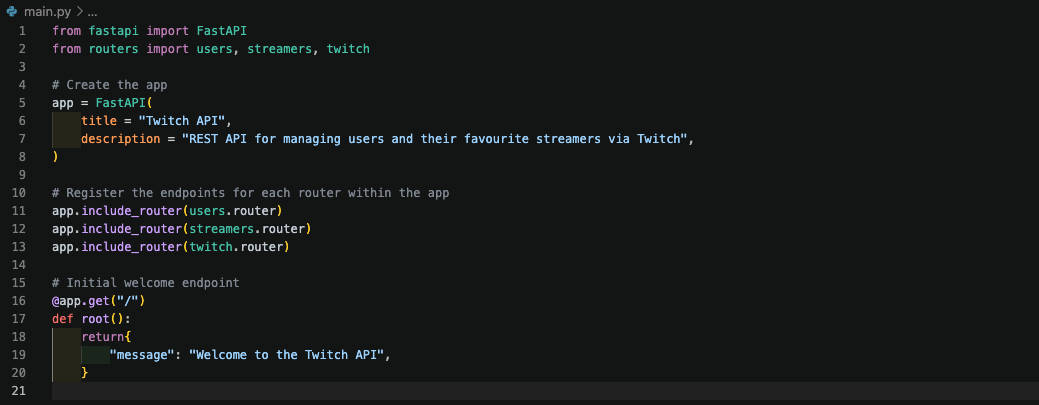 main.py > ...
1 from fastapi import FastAPI
2 from routers import users, streamers, twitch
3
4 # Create the app
5 app = FastAPI(
6     title = "Twitch API",
7     description = "REST API for managing users and their favourite streamers via Twitch",
8 )
9
10 # Register the endpoints for each router within the app
11 app.include_router(users.router)
12 app.include_router(streamers.router)
13 app.include_router(twitch.router)
14
15 # Initial welcome endpoint
16 @app.get("/")
17 def root():
18     return{
19         "message": "Welcome to the Twitch API",
20     }
21